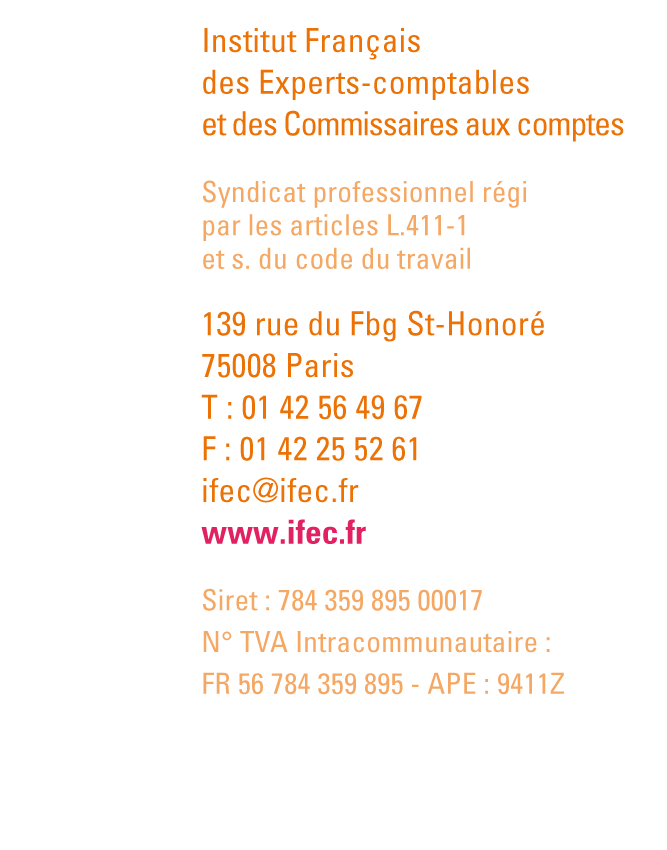 Institut Français
des Experts-comptables
et des Commissaires aux comptes
Syndicat professionnel régi
par les articles L.411-1
et s. du code du travail
139 rue du Fbg St-Honoré
75008 Paris
T : 01 42 56 49 67
F : 01 42 25 52 61
ifec@ifec.fr
www.ifec.fr
Siret : 784 359 895 00017
N° TVA Intracommunautaire :
FR 56 784 359 895 - APE : 9411Z